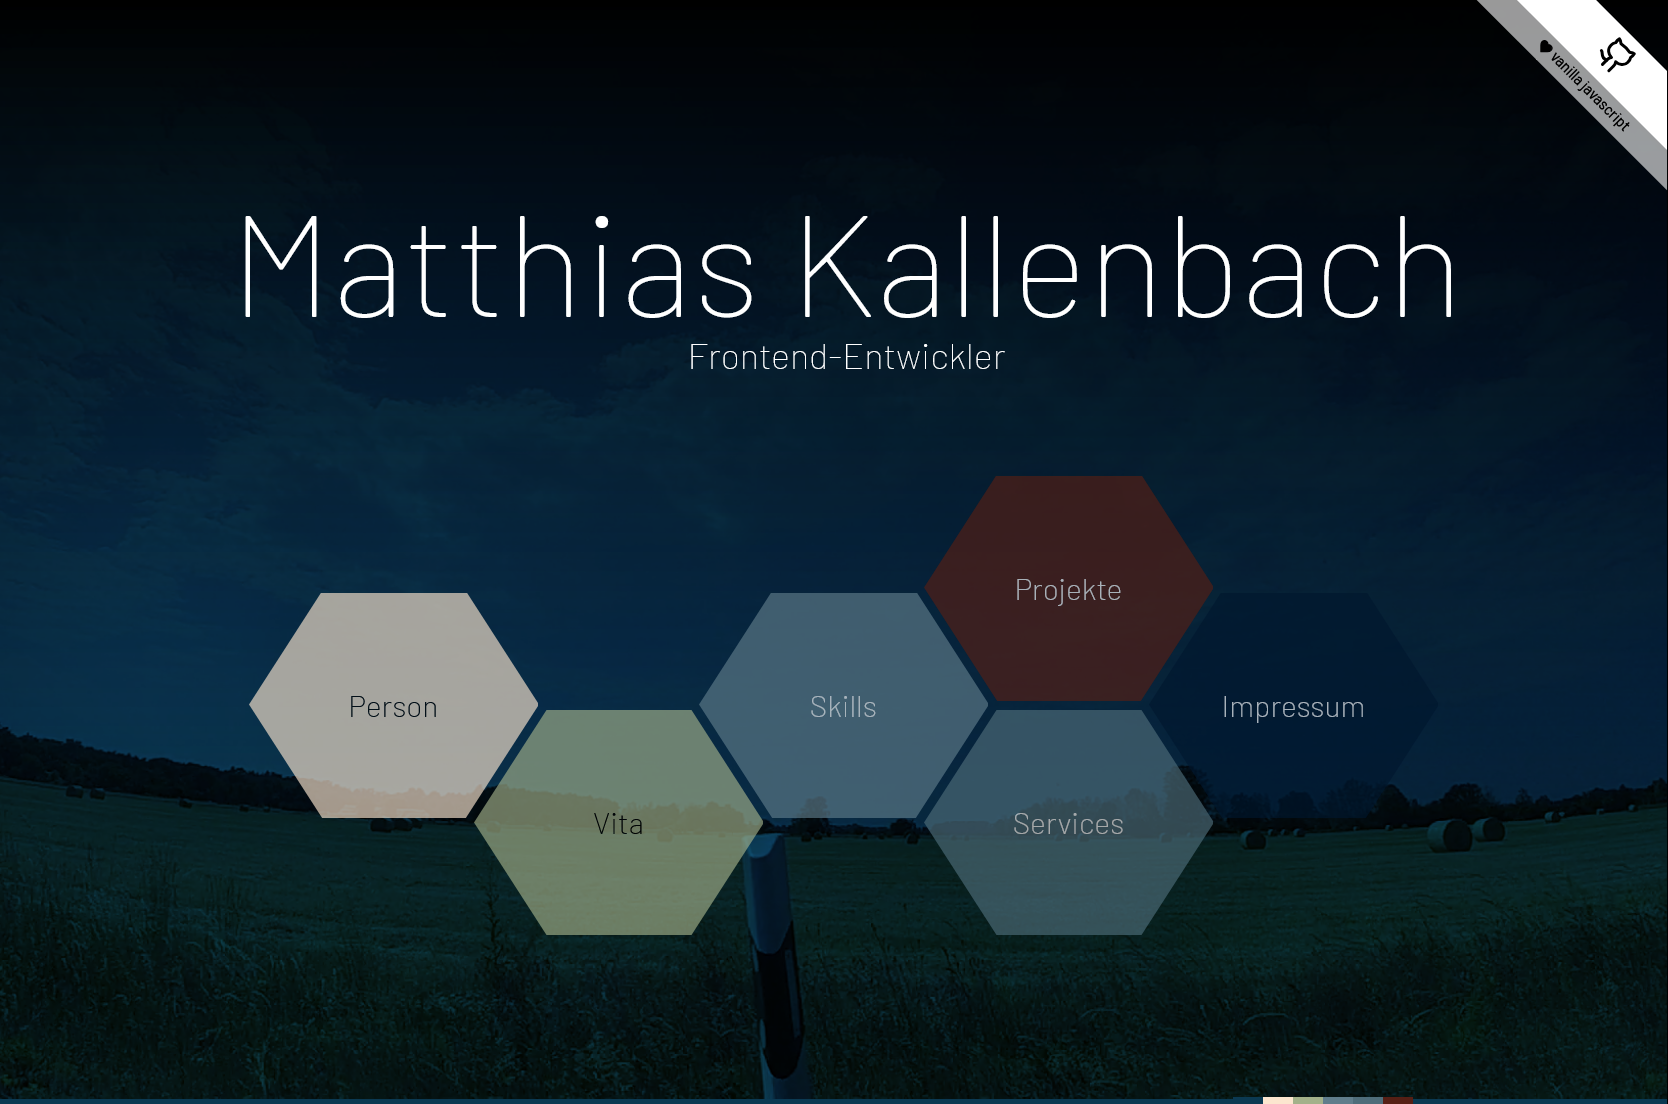 ♥ vanilla javascript
Matthias Kallenbach
Frontend-Entwickler
Projekte
Person
Skills
Impressum
Vita
Services